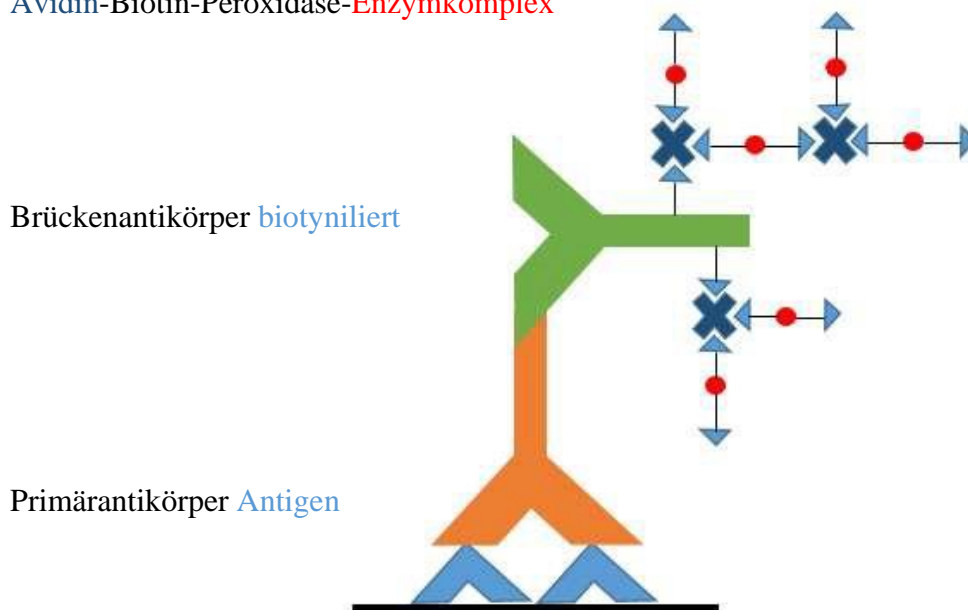 Avidin-Biotin-Peroxidase-Enzymkomplex
Brückenantikörper biotyniliert
Primärantikörper Antigen